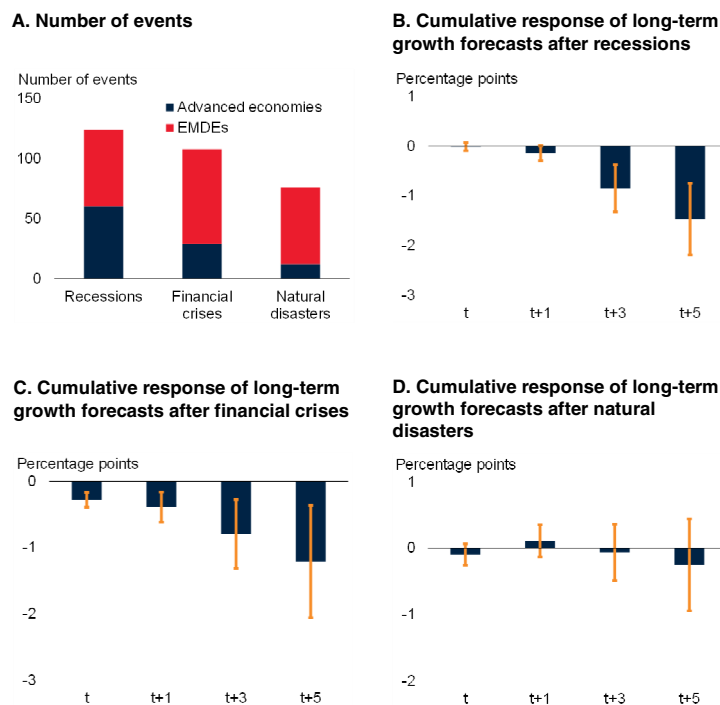 A. Number of events
Number of events
150
100
50
0
Advanced economies
EMDEs
Recessions
Financial
crises
Natural
disasters
B. Cumulative response of long-term
growth forecasts after recessions
Percentage points
1
0
-1
-2
-3
t
t+1
t+3
t+5
C. Cumulative response of long-term
growth forecasts after financial crises
Percentage points
0
-1
-2
-3
t
t+1
t+3
t+5
D. Cumulative response of long-term
growth forecasts after natural
disasters
Percentage points
1
0
-1
-2
t
t+1
t+3
t+5